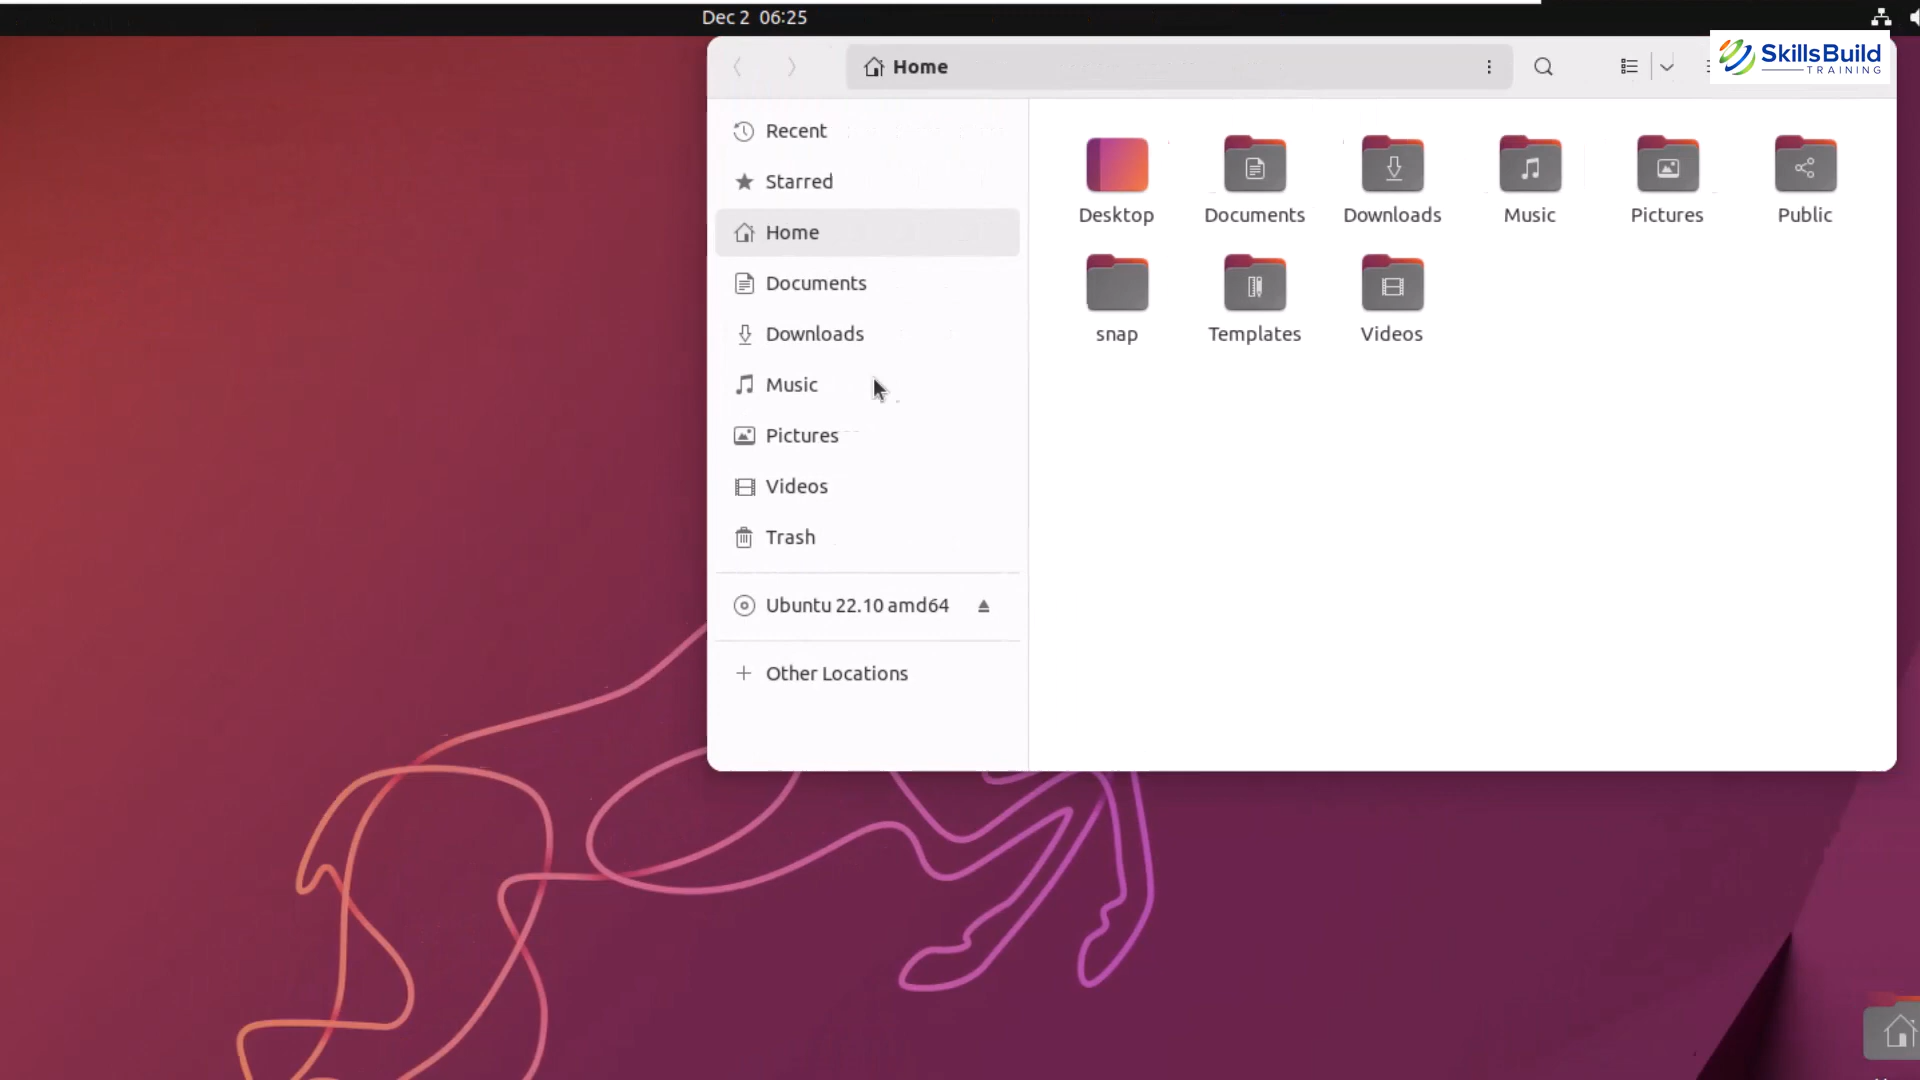 Dec 2 06:25
Home
SkillsBuild
TRAINING
Recent
Starred
Home
Documents
Downloads
Music
Pictures
Videos
Trash
Ubuntu 22.10 amd64
Other Locations
Desktop
Documents
Downloads
Music
Pictures
Public
snap
Templates
Videos